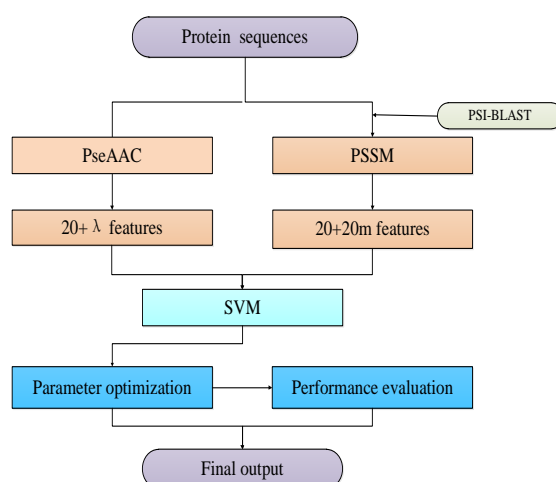 Protein sequences
PSI-BLAST
PseAAC
PSSM
20+ λ features
20+20m features
SVM
Parameter optimization
Performance evaluation
Final output